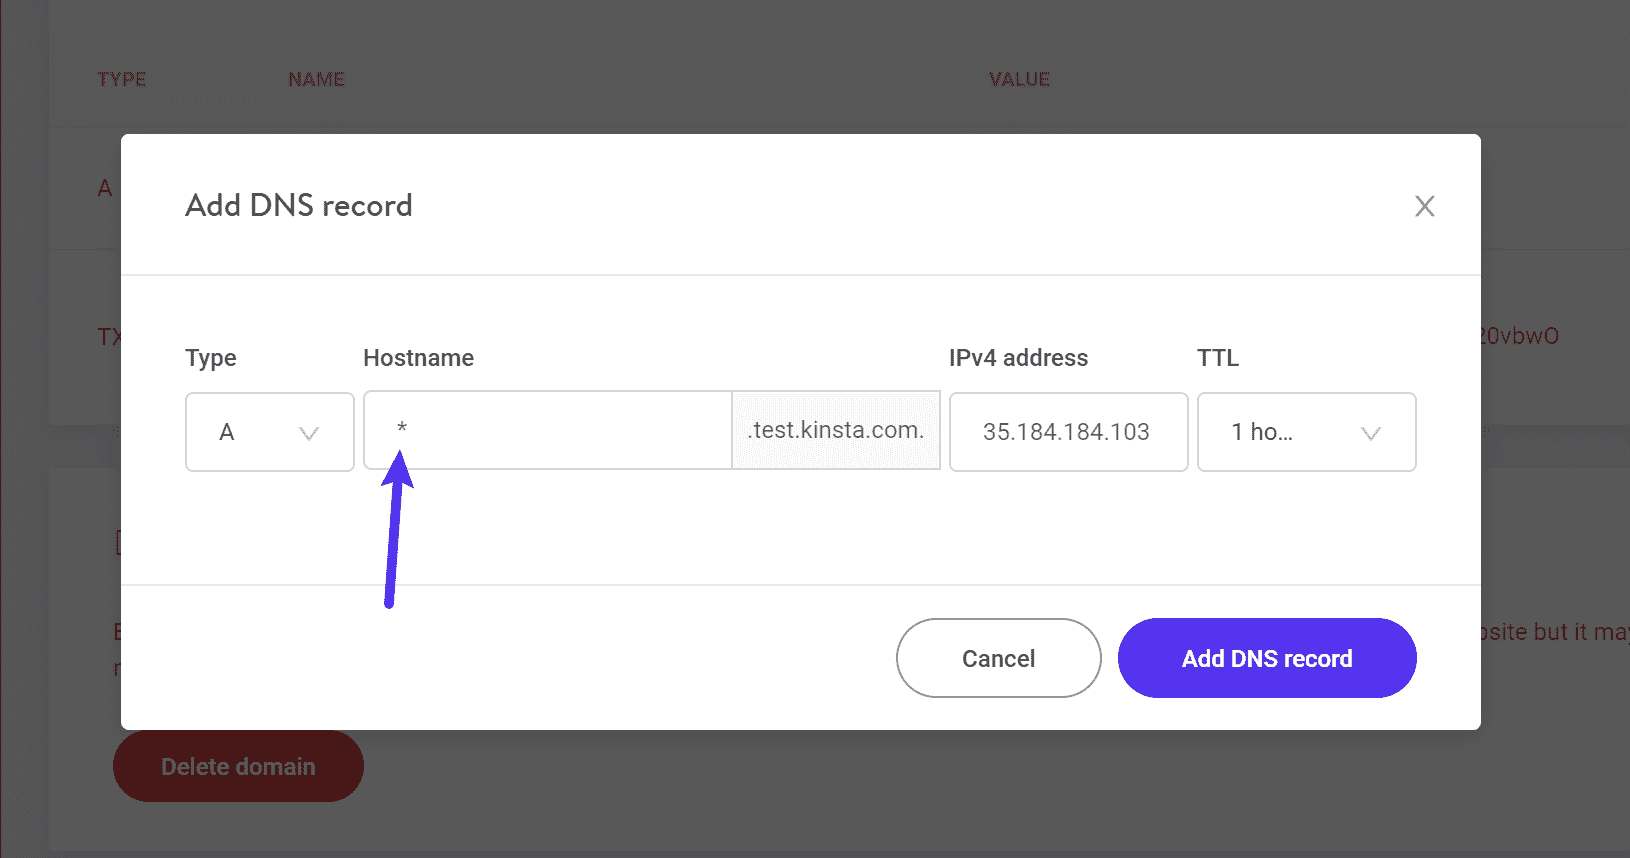 TYPE NAME VALUE
A
Add DNS record
X
TX 20vbwO
Type Hostname IPv4 address TTL
A * .test.kinsta.com. 35.184.184.103 1 ho...
but it may
Cancel Add DNS record
Delete domain